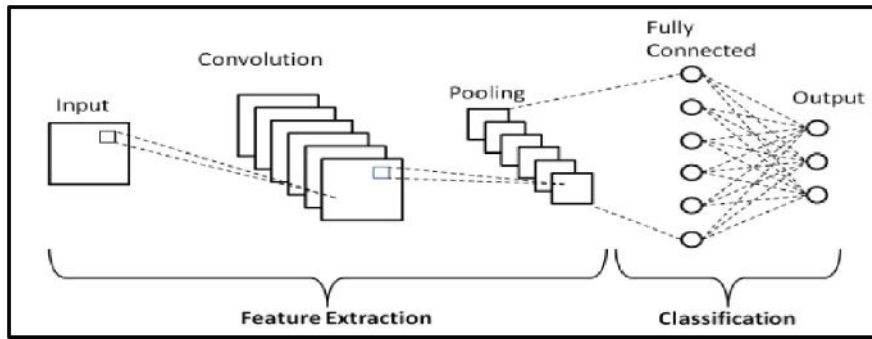 Fully
Connected
Convolution
Pooling
Output
Input
Feature Extraction
Classification